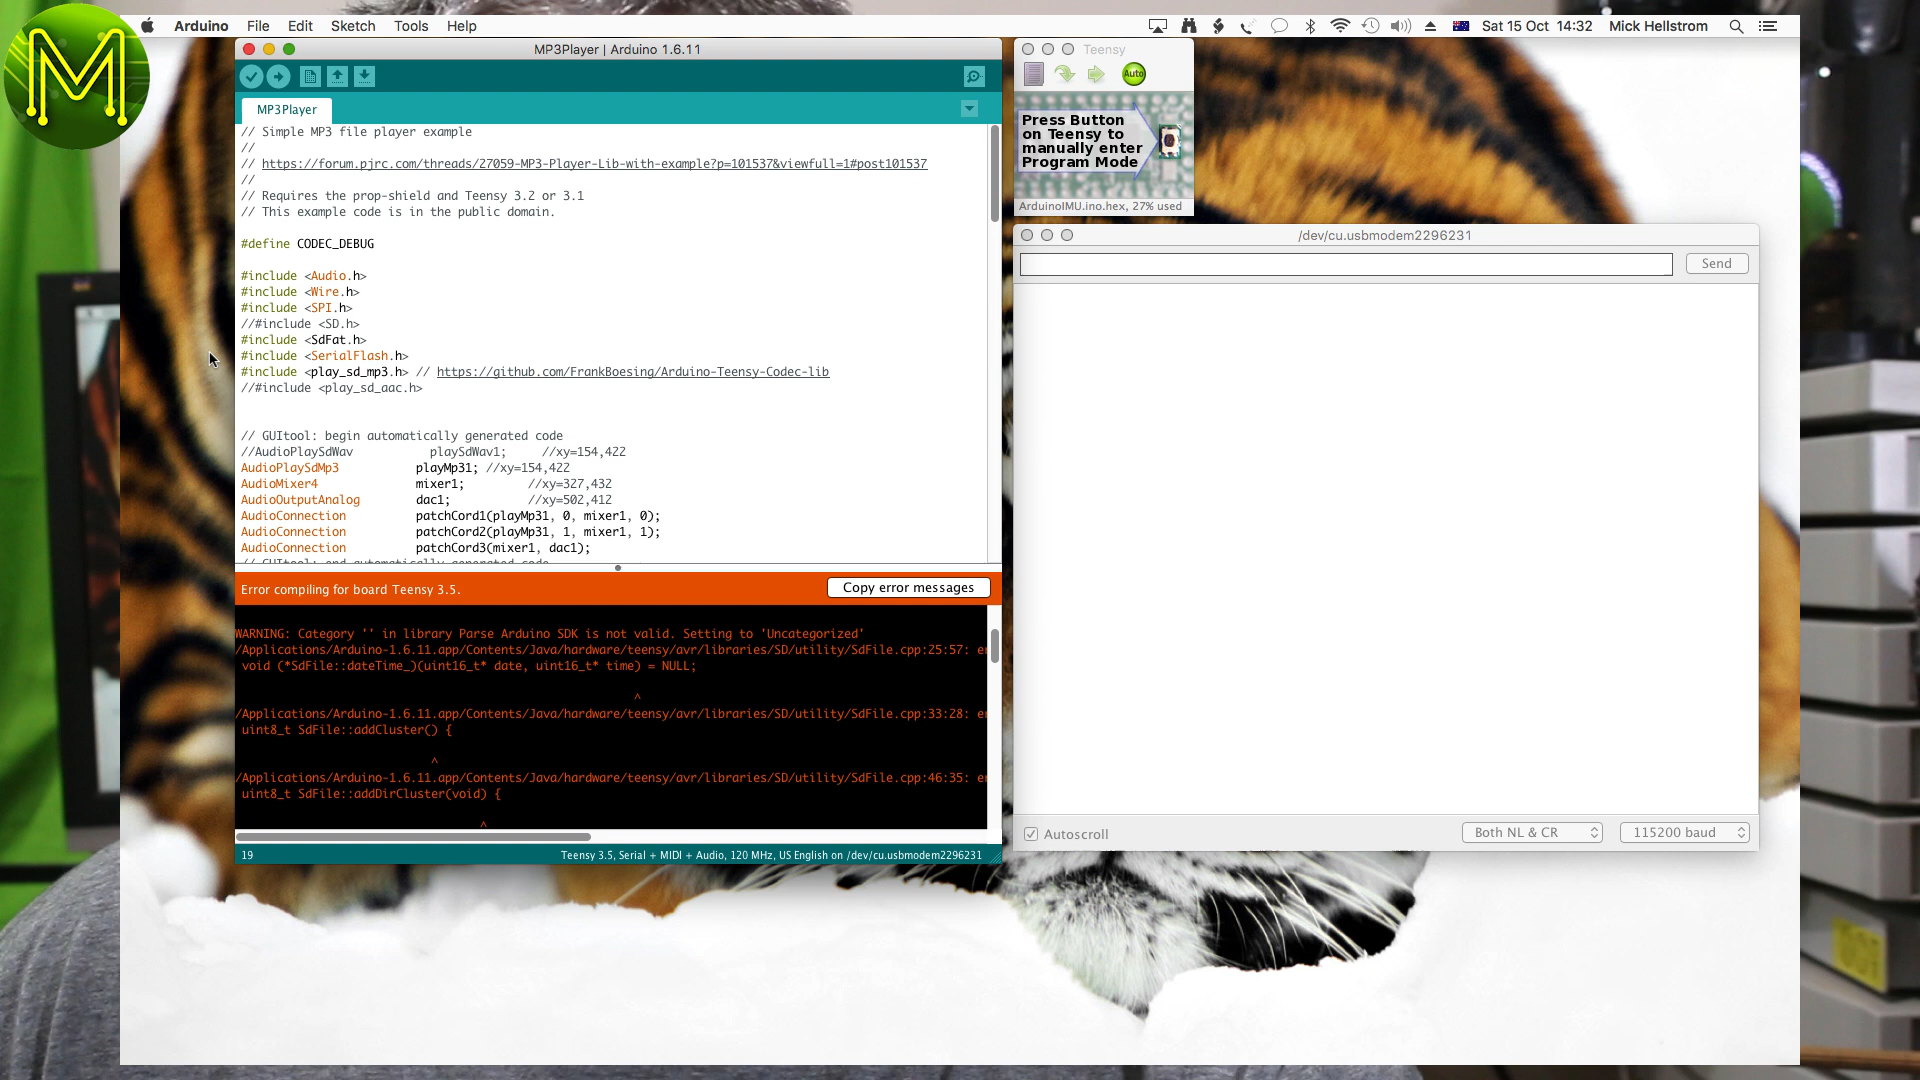 M
Arduino File Edit Sketch Tools Help
Sat 15 Oct 14:32 Mick Hellstrom
MP3Player | Arduino 1.6.11
MP3Player
// Simple MP3 file player example
//
// https://forum.pjrc.com/threads/27059-MP3-Player-Lib-with-example?p=101537&viewfull=1#post101537
//
// Requires the prop-shield and Teensy 3.2 or 3.1
// This example code is in the public domain.
#define CODEC_DEBUG
#include <Audio.h>
#include <Wire.h>
#include <SPI.h>
//#include <SD.h>
#include <SdFat.h>
#include <SerialFlash.h>
#include <play_sd_mp3.h> // https://github.com/FrankBoesing/Arduino-Teensy-Codec-lib
//#include <play_sd_aac.h>
// GUItool: begin automatically generated code
//AudioPlaySdWav playSdWav1; //xy=154,422
AudioPlaySdMp3 playMp31; //xy=154,422
AudioMixer4 mixer1; //xy=327,432
AudioOutputAnalog dac1; //xy=502,412
AudioConnection patchCord1(playMp31, 0, mixer1, 0);
AudioConnection patchCord2(playMp31, 1, mixer1, 1);
AudioConnection patchCord3(mixer1, dac1);
// GUItool: end automatically generated code
Error compiling for board Teensy 3.5.
Copy error messages
WARNING: Category '' in library Parse Arduino SDK is not valid. Setting to 'Uncategorized'
/Applications/Arduino-1.6.11.app/Contents/Java/hardware/teensy/avr/libraries/SD/utility/SdFile.cpp:25:57: er
void (*SdFile::dateTime_)(uint16_t* date, uint16_t* time) = NULL;
^
/Applications/Arduino-1.6.11.app/Contents/Java/hardware/teensy/avr/libraries/SD/utility/SdFile.cpp:33:28: er
uint8_t SdFile::addCluster() {
^
/Applications/Arduino-1.6.11.app/Contents/Java/hardware/teensy/avr/libraries/SD/utility/SdFile.cpp:46:35: er
uint8_t SdFile::addDirCluster(void) {
^
19
Teensy 3.5, Serial + MIDI + Audio, 120 MHz, US English on /dev/cu.usbmodem2296231
Teensy
Auto
Press Button
on Teensy to
manually enter
Program Mode
ArduinoIMU.ino.hex, 27% used
/dev/cu.usbmodem2296231
Send
Autoscroll
Both NL & CR
115200 baud